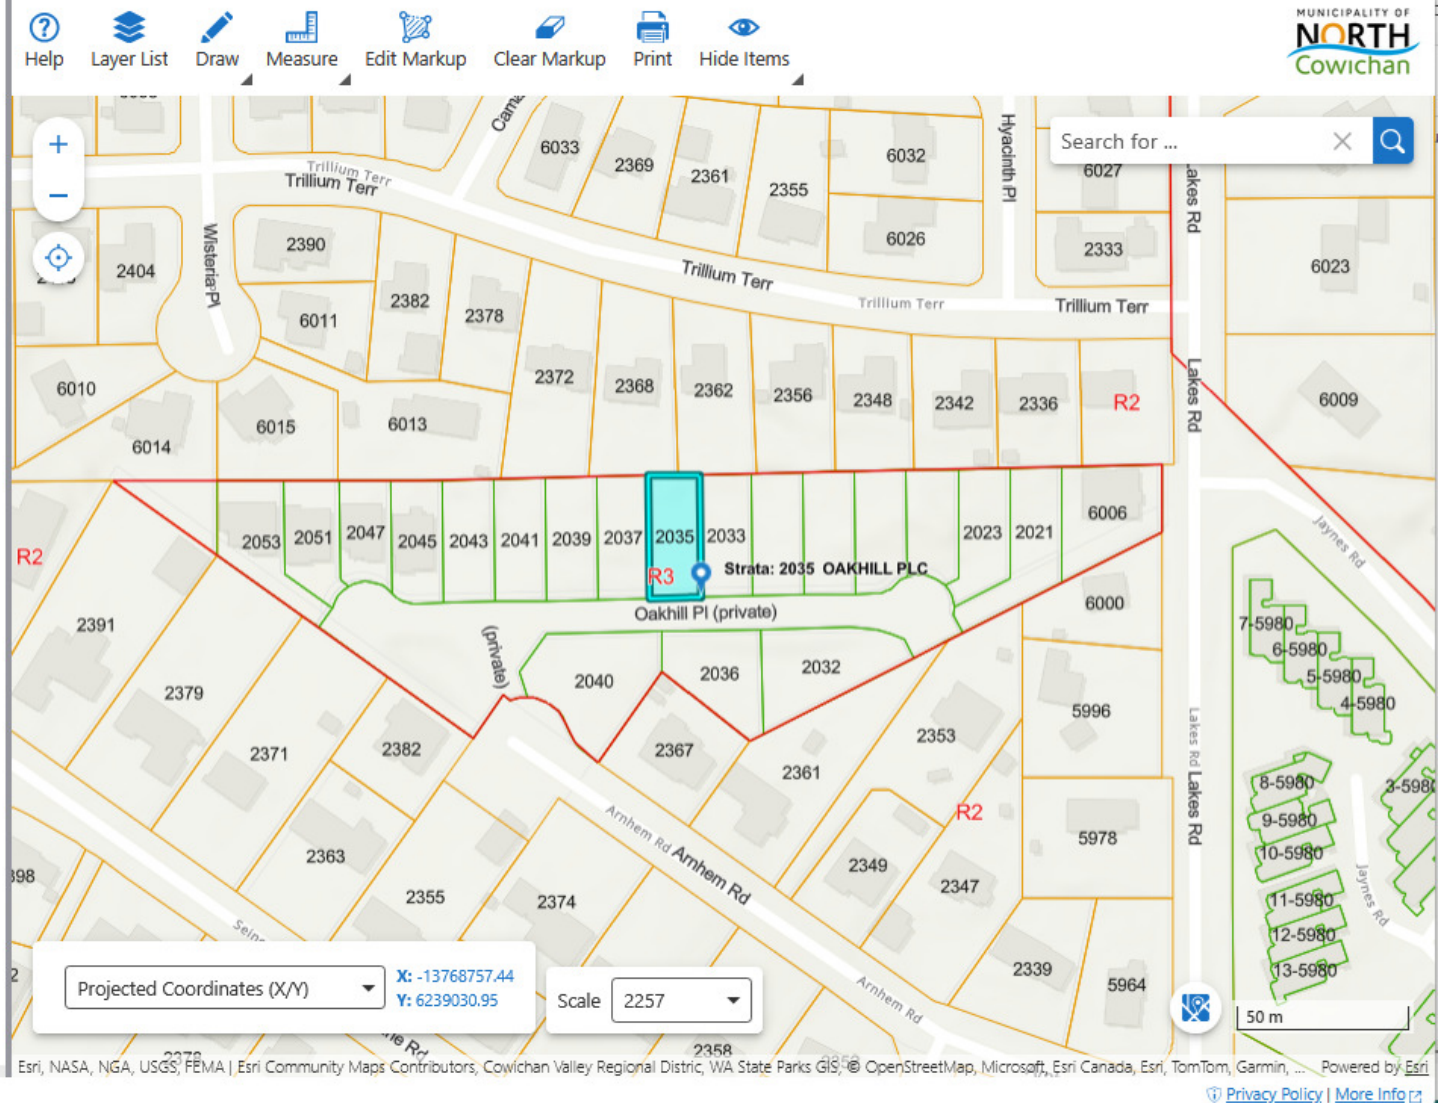 Help
Layer List
Draw
Measure
Edit Markup
Clear Markup
Print
Hide Items
MUNICIPALITY OF
NORTH
Cowichan
+
−
Search for ...
6033
2369
2361
2355
6032
6026
Hyacinth Pl
6027
2333
Lakes Rd
6023
Trillium Terr
Trillium Terr
Wisteria Pl
2404
2390
6011
2382
2378
Trillium Terr
Trillium Terr
Trillium Terr
6010
6014
6015
6013
2372
2368
2362
2356
2348
2342
2336
R2
Lakes Rd
6009
R2
2053
2051
2047
2045
2043
2041
2039
2037
2035
2033
2023
2021
6006
R3
Strata: 2035 OAKHILL PLC
Oakhill Pl (private)
(private)
Jaynes Rd
2391
2379
2371
2382
2363
2355
2374
2040
2036
2032
2367
2361
2353
R2
2349
2347
6000
5996
5978
2339
5964
Lakes Rd
Lakes Rd
7-5980
6-5980
5-5980
4-5980
8-5980
3-5980
9-5980
10-5980
11-5980
12-5980
13-5980
Jaynes Rd
Arnhem Rd
Arnhem Rd
Arnhem Rd
2358
Projected Coordinates (X/Y)
X: -13768757.44
Y: 6239030.95
Scale
2257
50 m
Esri, NASA, NGA, USGS, FEMA | Esri Community Maps Contributors, Cowichan Valley Regional Distric, WA State Parks GIS, © OpenStreetMap, Microsoft, Esri Canada, Esri, TomTom, Garmin, ...
Powered by Esri
Privacy Policy | More Info